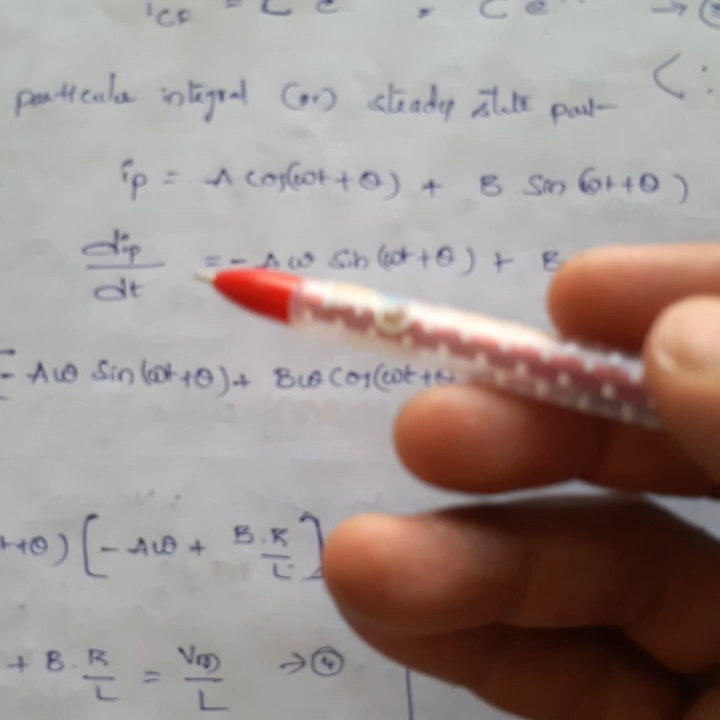 iCF = C e = C e →
particular integral (or) steady state part (:
ip = A cos(ωt+θ) + B sin(ωt+θ)
dip/dt = -Aω sin(ωt+θ) + B
[- Aω sin(ωt+θ) + Bω cos(ωt+
t+θ) [-Aω + B.R/L]
+ B.R/L = Vm/L → ④